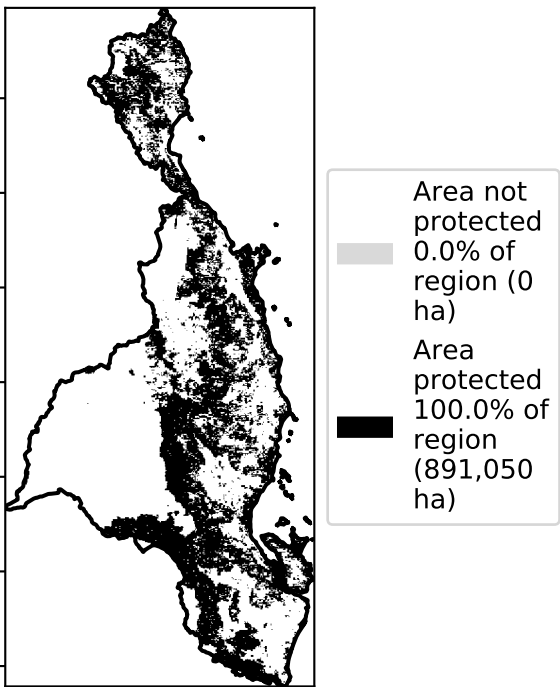 Area not
protected
0.0% of
region (0
ha)
Area
protected
100.0% of
region
(891,050
ha)